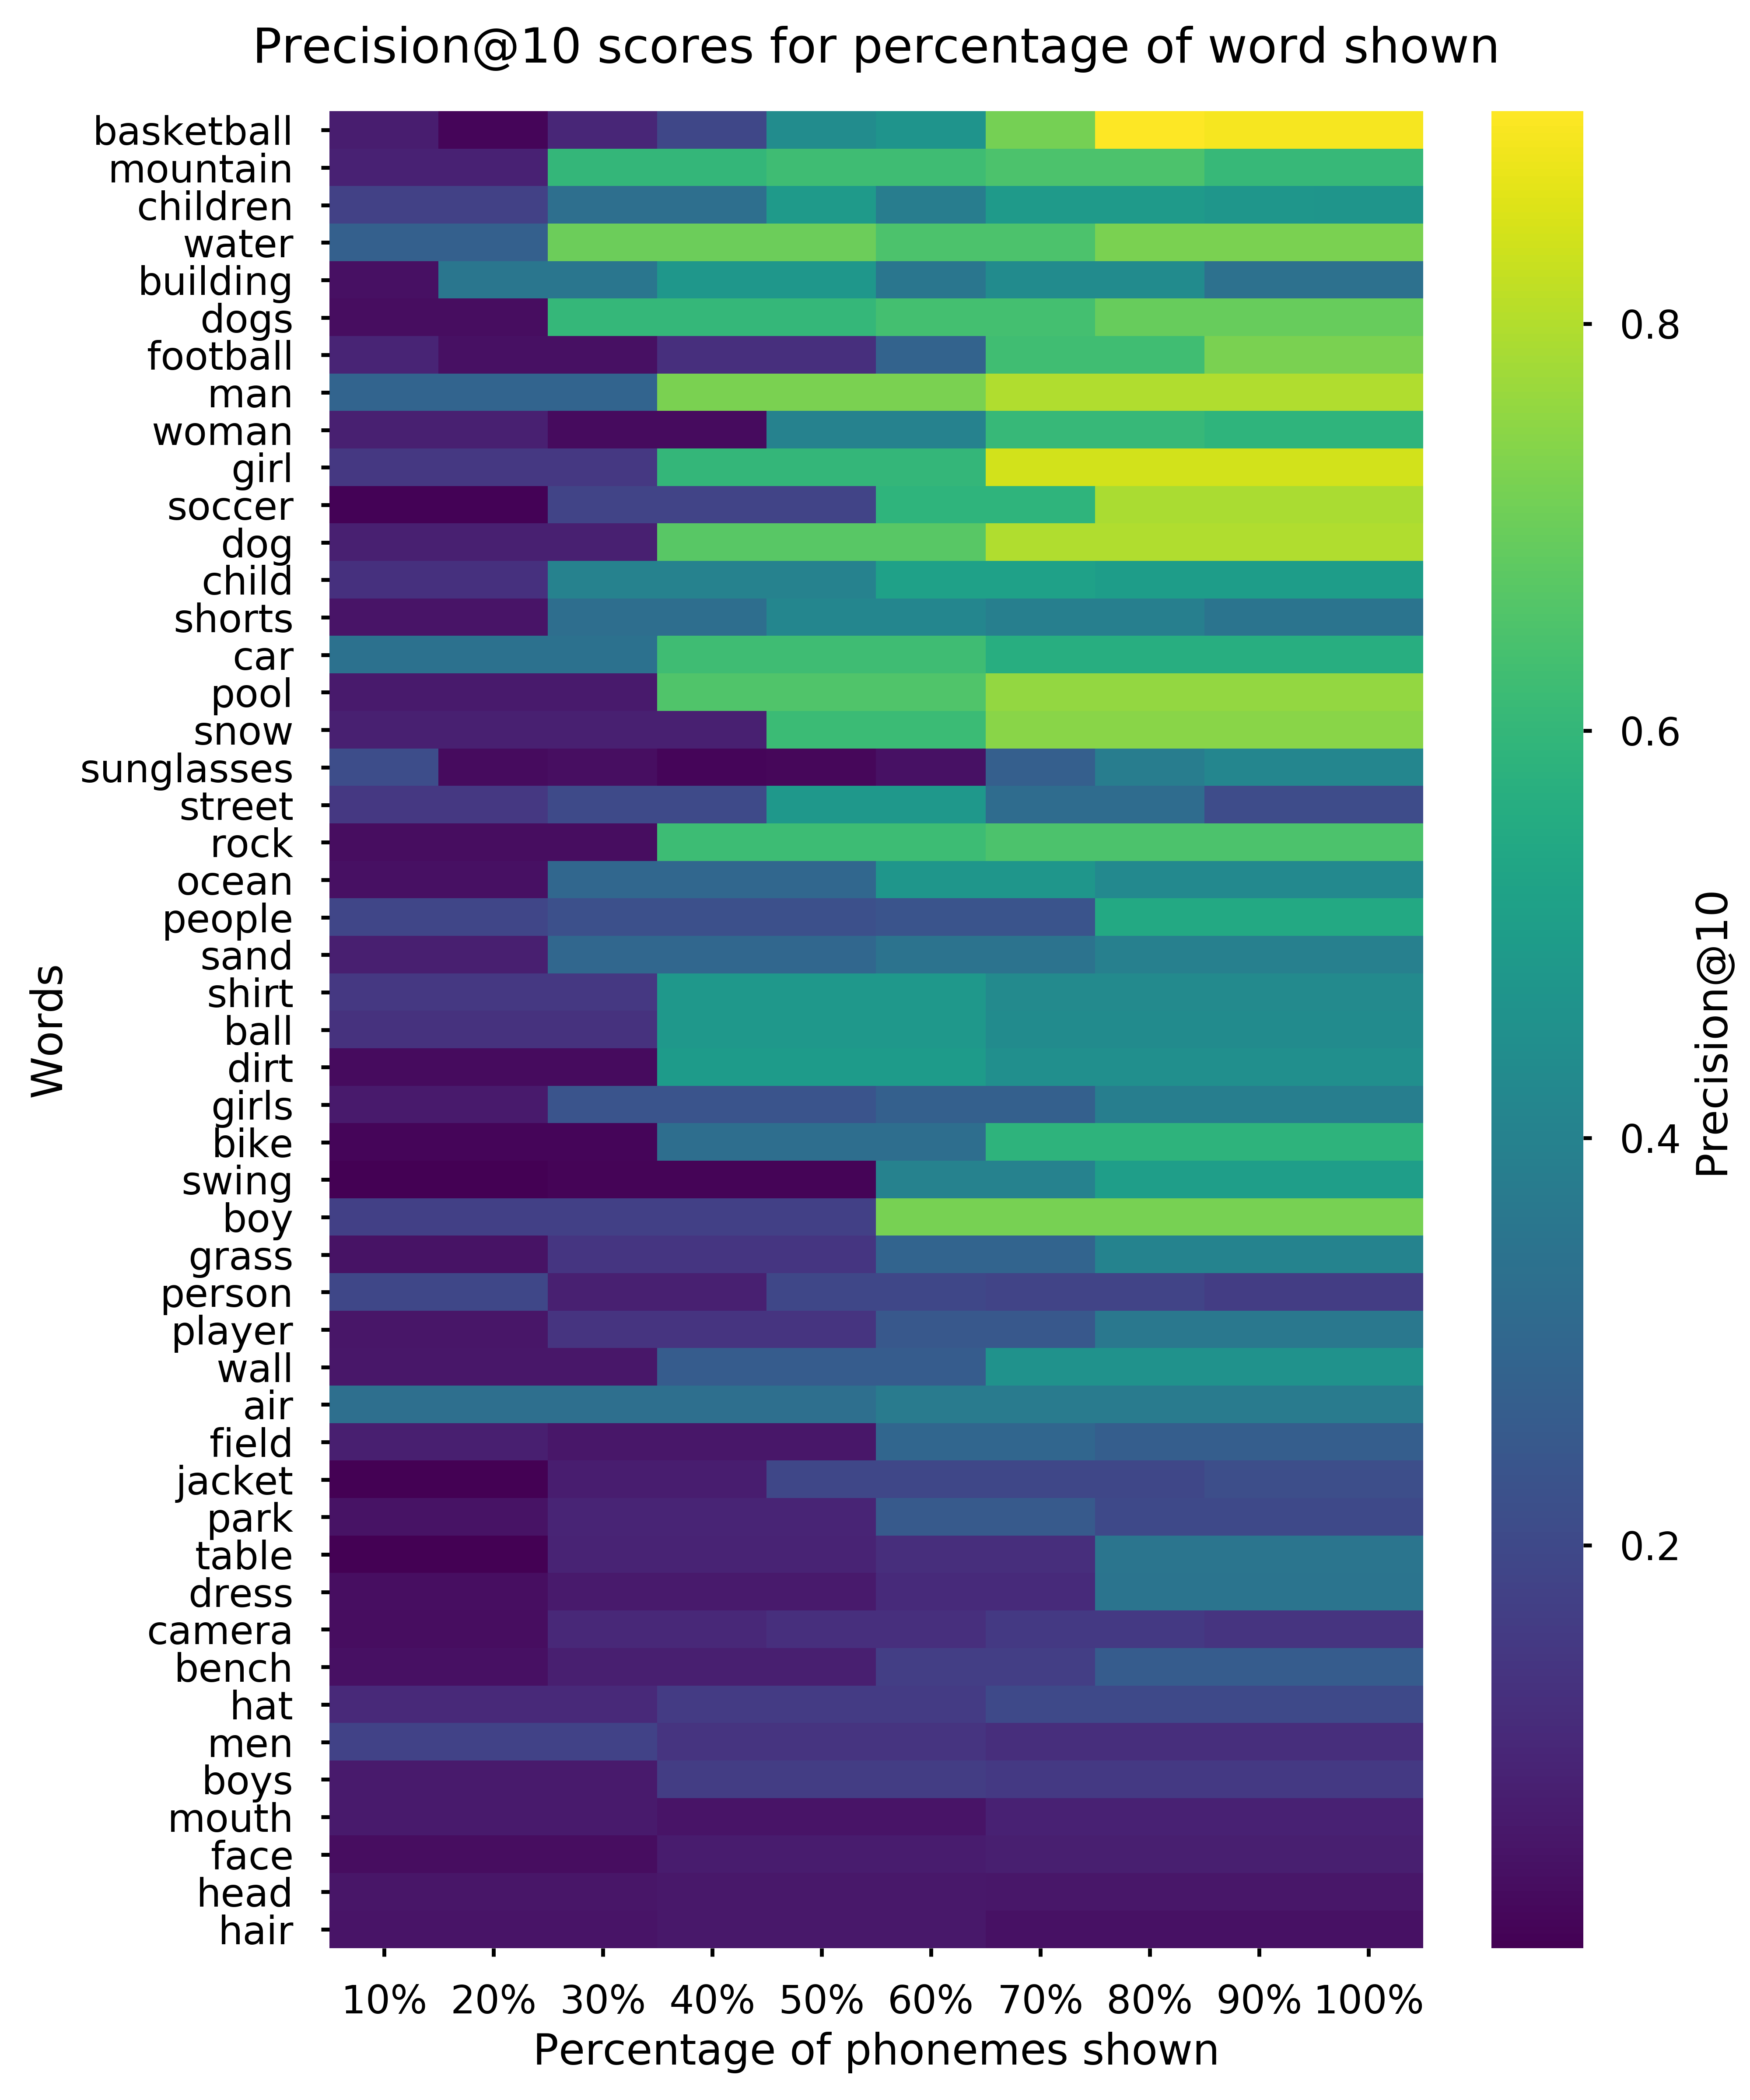 Precision@10 scores for percentage of word shown
basketball
mountain
children
water
building
dogs
football
man
woman
girl
soccer
dog
child
shorts
car
pool
snow
sunglasses
street
rock
ocean
people
sand
shirt
ball
dirt
girls
bike
swing
boy
grass
person
player
wall
air
field
jacket
park
table
dress
camera
bench
hat
men
boys
mouth
face
head
hair
Words
10% 20% 30% 40% 50% 60% 70% 80% 90% 100%
Percentage of phonemes shown
0.8
0.6
0.4
0.2
Precision@10